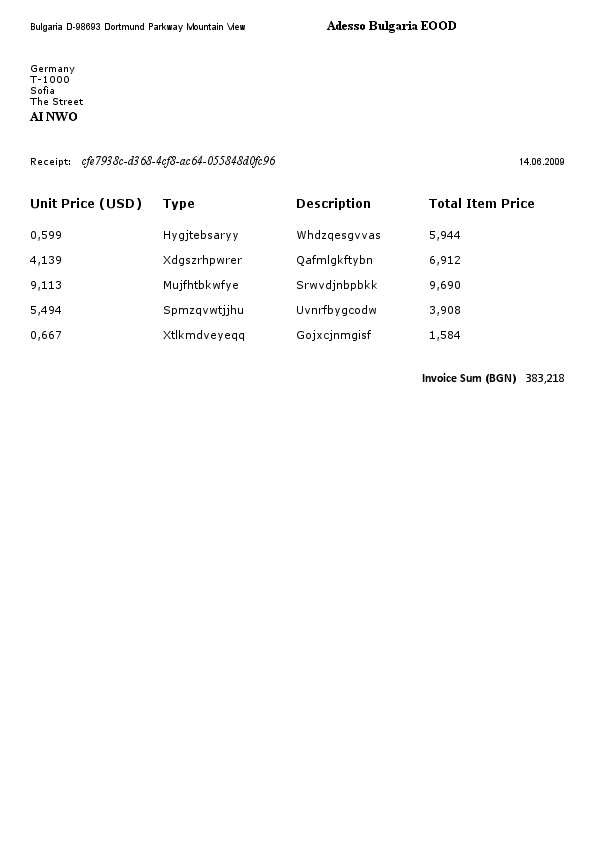 Bulgaria D-98693 Dortmund Parkway Mountain View Adesso Bulgaria EOOD
Germany
T-1000
Sofia
The Street
AI NWO
Receipt: cfe7938c-d368-4cf8-ac64-055848d0fc96 14.06.2009
Unit Price (USD) Type Description Total Item Price
0,599 Hygjtebsaryy Whdzqesgvvas 5,944
4,139 Xdgszrhpwrer Qafmlgkftybn 6,912
9,113 Mujfhtbkwfye Srwvdjnbpbkk 9,690
5,494 Spmzqvwtjjhu Uvnrfbygcodw 3,908
0,667 Xtlkmdveyeqq Gojxcjnmgisf 1,584
Invoice Sum (BGN) 383,218